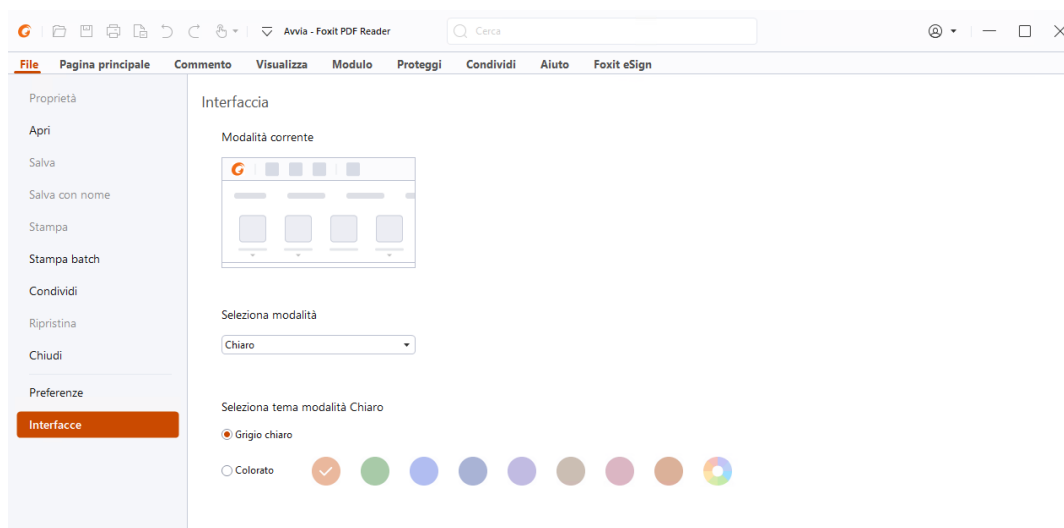 Avvia - Foxit PDF Reader Cerca
File Pagina principale Commento Visualizza Modulo Proteggi Condividi Aiuto Foxit eSign
Proprietà
Interfaccia
Apri
Modalità corrente
Salva
Salva con nome
Stampa
Stampa batch
Condividi
Seleziona modalità
Ripristina
Chiaro
Chiudi
Preferenze
Seleziona tema modalità Chiaro
Interfacce
Grigio chiaro
Colorato